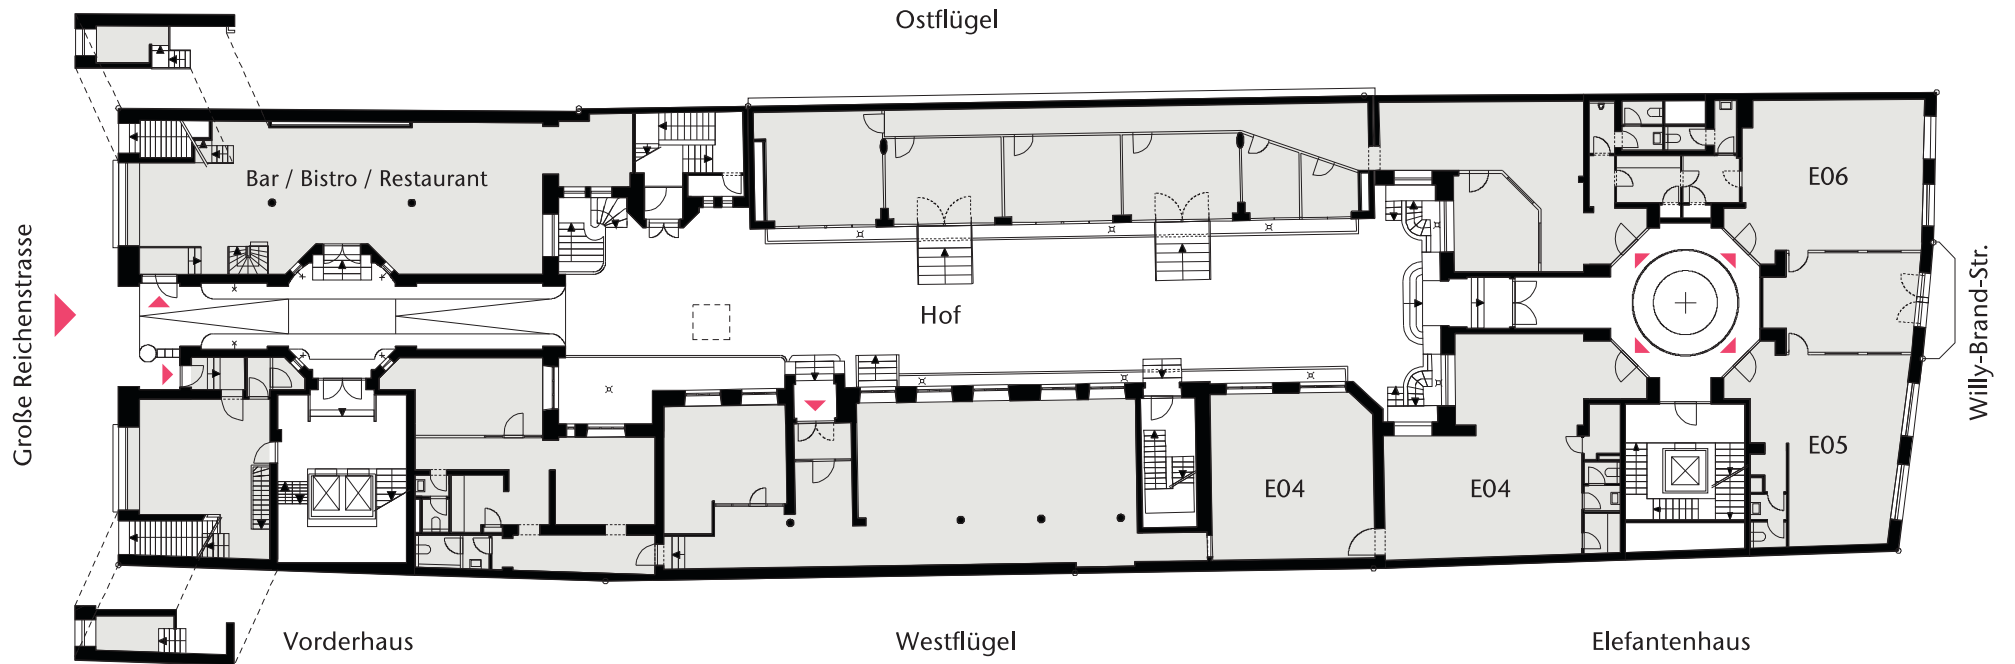 Ostflügel
Bar / Bistro / Restaurant
E06
Große Reichenstrasse
Hof
Willy-Brand-Str.
E04
E04
E05
Vorderhaus
Westflügel
Elefantenhaus